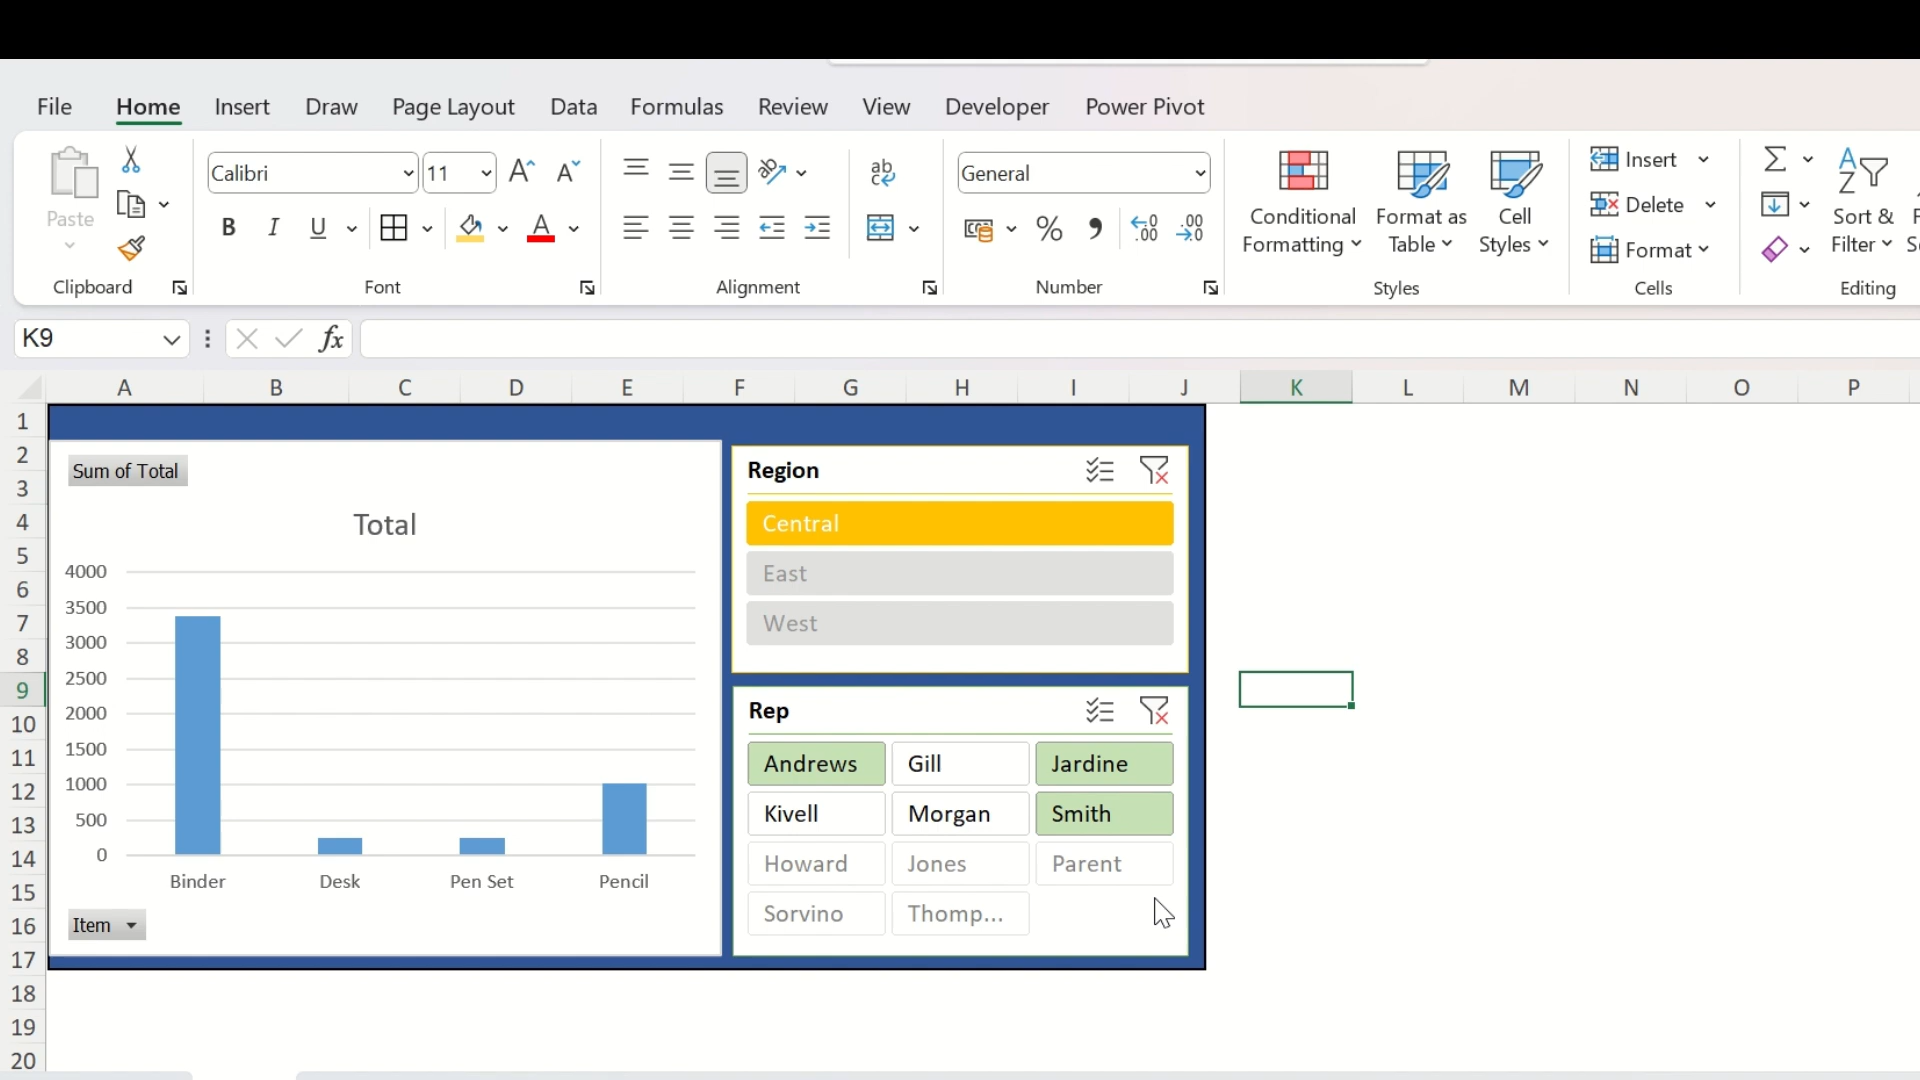 File Home Insert Draw Page Layout Data Formulas Review View Developer Power Pivot
Paste
Calibri 11 A A
B I U A
ab
General
% .00 .00
Conditional Formatting
Format as Table
Cell Styles
Insert
Delete
Format
Σ
A Z
Sort & Filter
Clipboard Font Alignment Number Styles Cells Editing
K9 fx
A B C D E F G H I J K L M N O P
1
2
3
4
5
6
7
8
9
10
11
12
13
14
15
16
17
18
19
20
Sum of Total
Total
4000
3500
3000
2500
2000
1500
1000
500
0
Binder Desk Pen Set Pencil
Item
Region
Central
East
West
Rep
Andrews Gill Jardine
Kivell Morgan Smith
Howard Jones Parent
Sorvino Thomp...